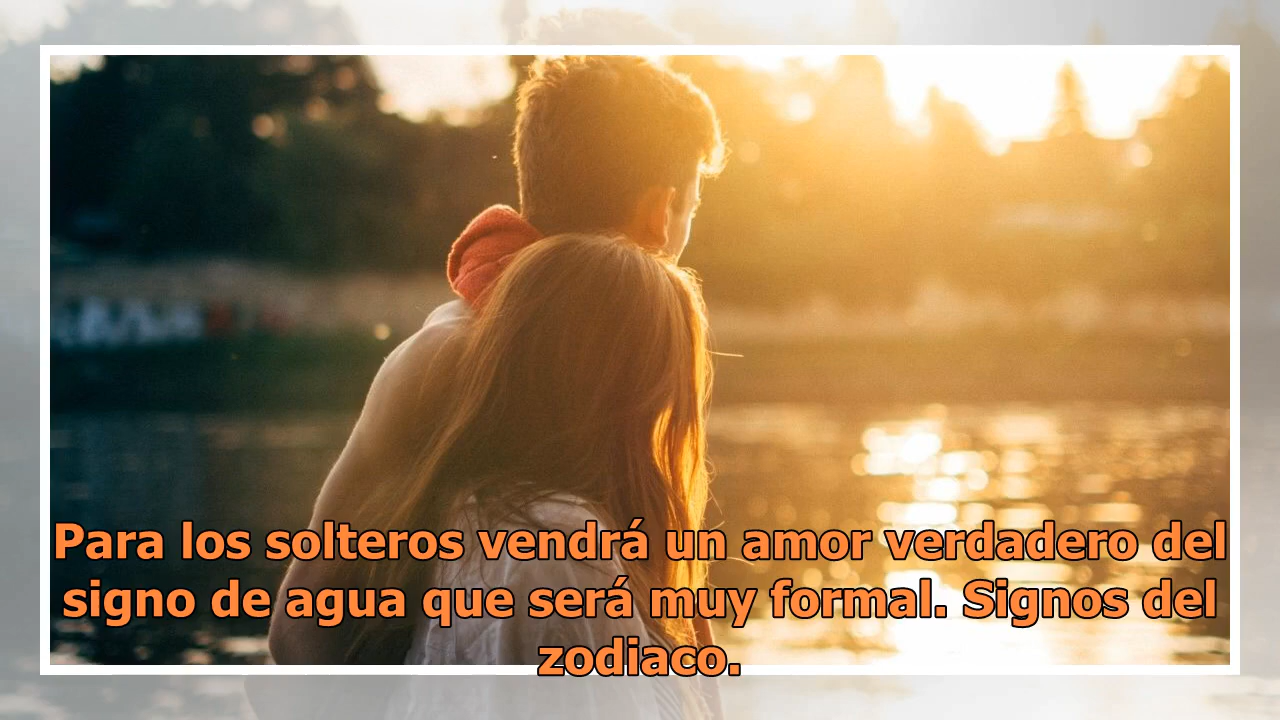 Para los solteros vendrá un amor verdadero del
signo de agua que será muy formal. Signos del
zodiaco.